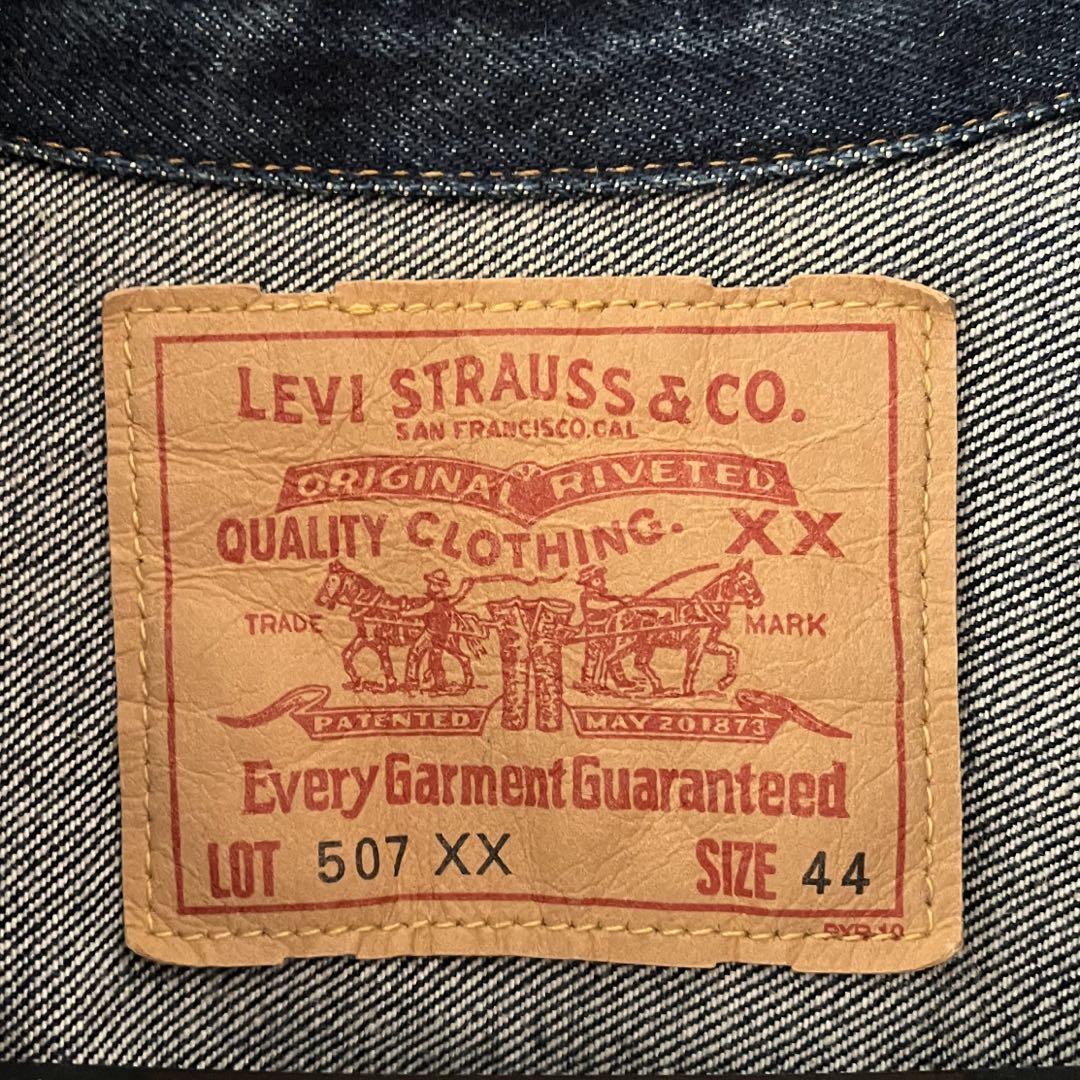 LEVI STRAUSS & CO.
SAN FRANCISCO, CAL
ORIGINAL RIVETED
QUALITY CLOTHING. XX
TRADE MARK
PATENTED MAY 20 1873
Every Garment Guaranteed
LOT 507 XX SIZE 44